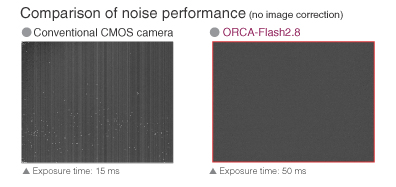 Comparison of noise performance (no image correction)
Conventional CMOS camera
ORCA-Flash2.8
Exposure time: 15 ms
Exposure time: 50 ms